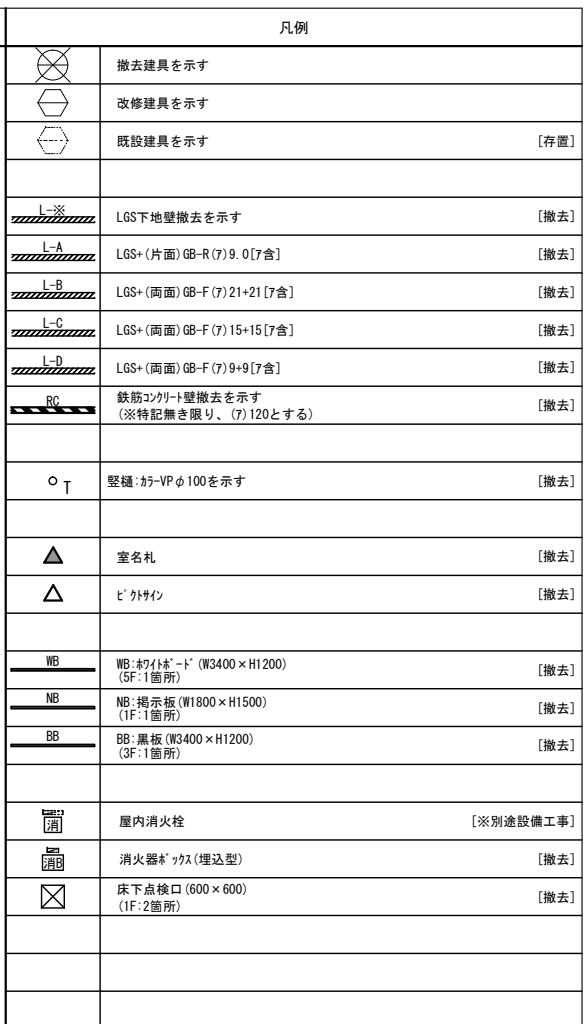 凡例
撤去建具を示す
改修建具を示す
既設建具を示す [存置]
L-※ LGS下地壁撤去を示す [撤去]
L-A LGS+(片面)GB-R(ｱ)9.0[ｱ含] [撤去]
L-B LGS+(両面)GB-F(ｱ)21+21[ｱ含] [撤去]
L-C LGS+(両面)GB-F(ｱ)15+15[ｱ含] [撤去]
L-D LGS+(両面)GB-F(ｱ)9+9[ｱ含] [撤去]
RC 鉄筋ｺﾝｸﾘｰﾄ壁撤去を示す [撤去]
(※特記無き限り、(ｱ)120とする)
T 竪樋:ｶﾗｰVPφ100を示す [撤去]
室名札 [撤去]
ﾋﾟｸﾄｻｲﾝ [撤去]
WB WB:ﾎﾜｲﾄﾎﾞｰﾄﾞ(W3400×H1200) [撤去]
(5F:1箇所)
NB NB:掲示板(W1800×H1500) [撤去]
(1F:1箇所)
BB BB:黒板(W3400×H1200) [撤去]
(3F:1箇所)
消 屋内消火栓 [※別途設備工事]
消B 消火器ﾎﾞｯｸｽ(埋込型) [撤去]
床下点検口(600×600) [撤去]
(1F:2箇所)